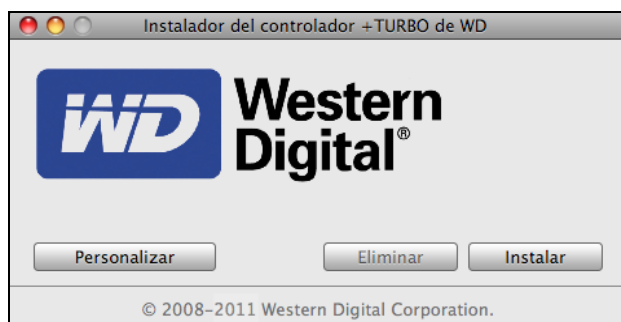 Instalador del controlador +TURBO de WD
WD
Western
Digital®
Personalizar
Eliminar
Instalar
© 2008-2011 Western Digital Corporation.